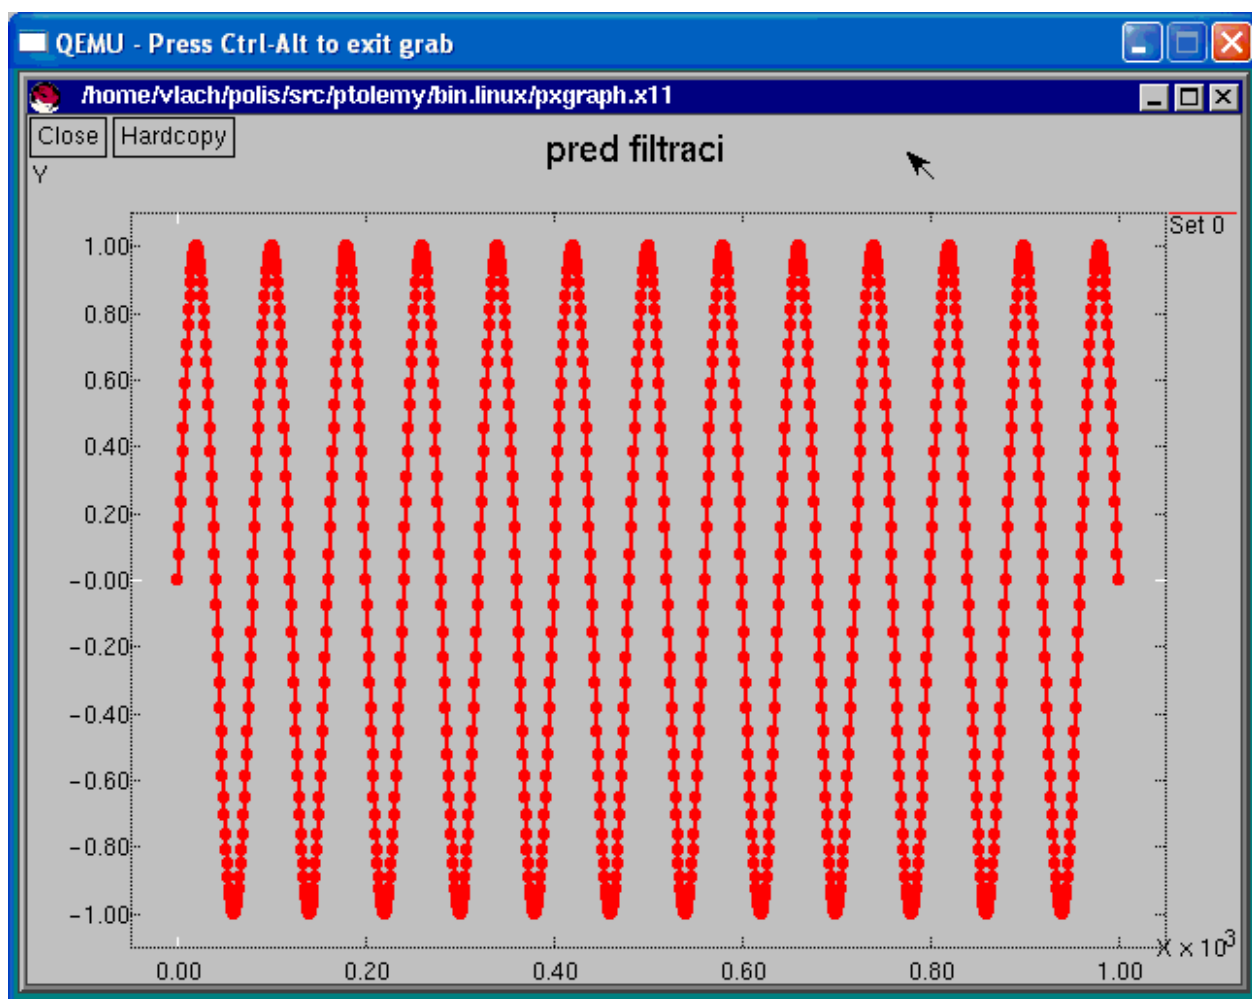 QEMU - Press Ctrl-Alt to exit grab
/home/vlach/polis/src/ptolemy/bin.linux/pxgraph.x11
Close Hardcopy
pred filtraci
Y
Set 0
1.00
0.80
0.60
0.40
0.20
-0.00
-0.20
-0.40
-0.60
-0.80
-1.00
X x 10^3
0.00 0.20 0.40 0.60 0.80 1.00